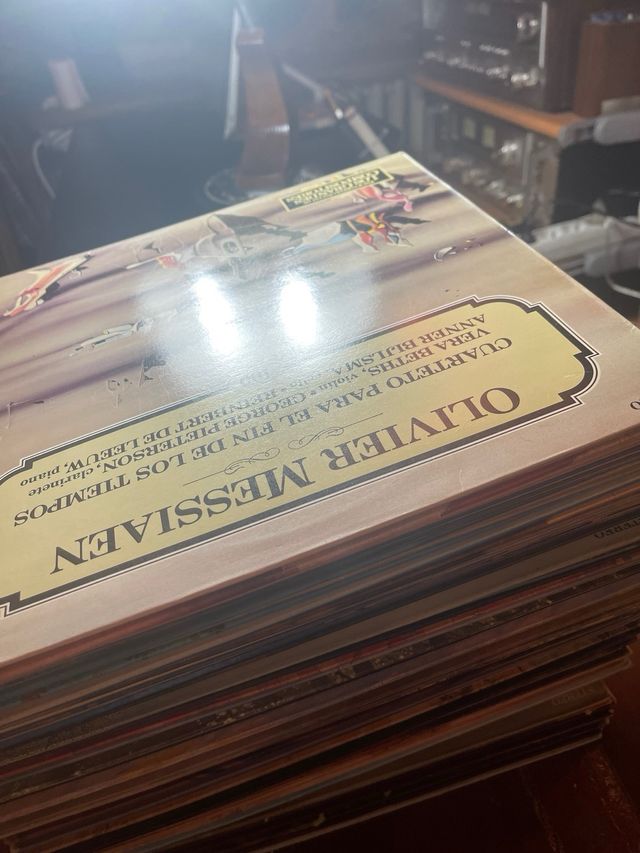 OLIVIER MESSIAEN
CUARTETO PARA EL FIN DE LOS TIEMPOS
VERA BETHS, violín • GEORGE PIETERSON, clarinete
ANNER BIJLSMA, REINBERT DE LEEUW, piano
STEREO